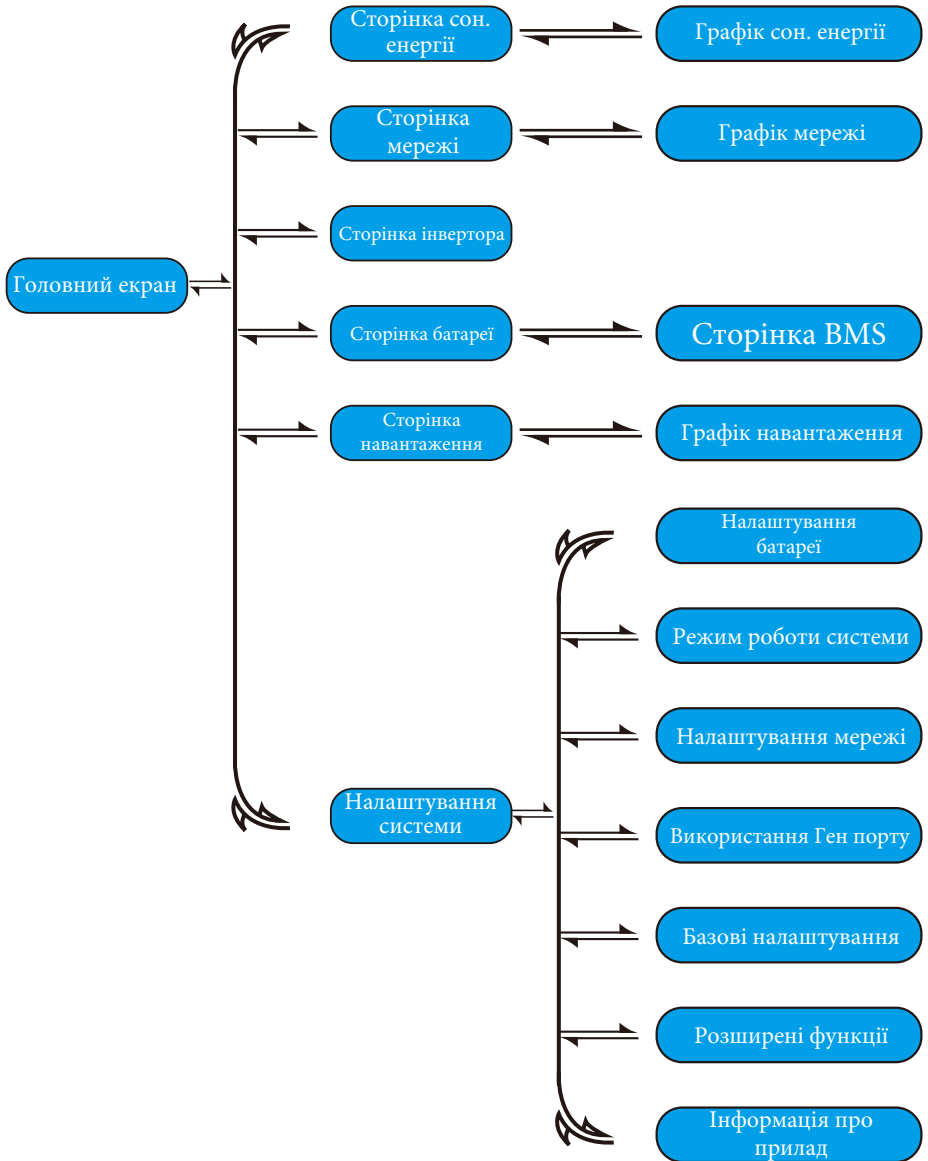 Сторінка сон.
енергії
Графік сон. енергії
Сторінка
мережі
Графік мережі
Сторінка інвертора
Головний екран
Сторінка батареї
Сторінка BMS
Сторінка
навантаження
Графік навантаження
Налаштування
батареї
Режим роботи системи
Налаштування мережі
Налаштування
системи
Використання Ген порту
Базові налаштування
Розширені функції
Інформація про
прилад